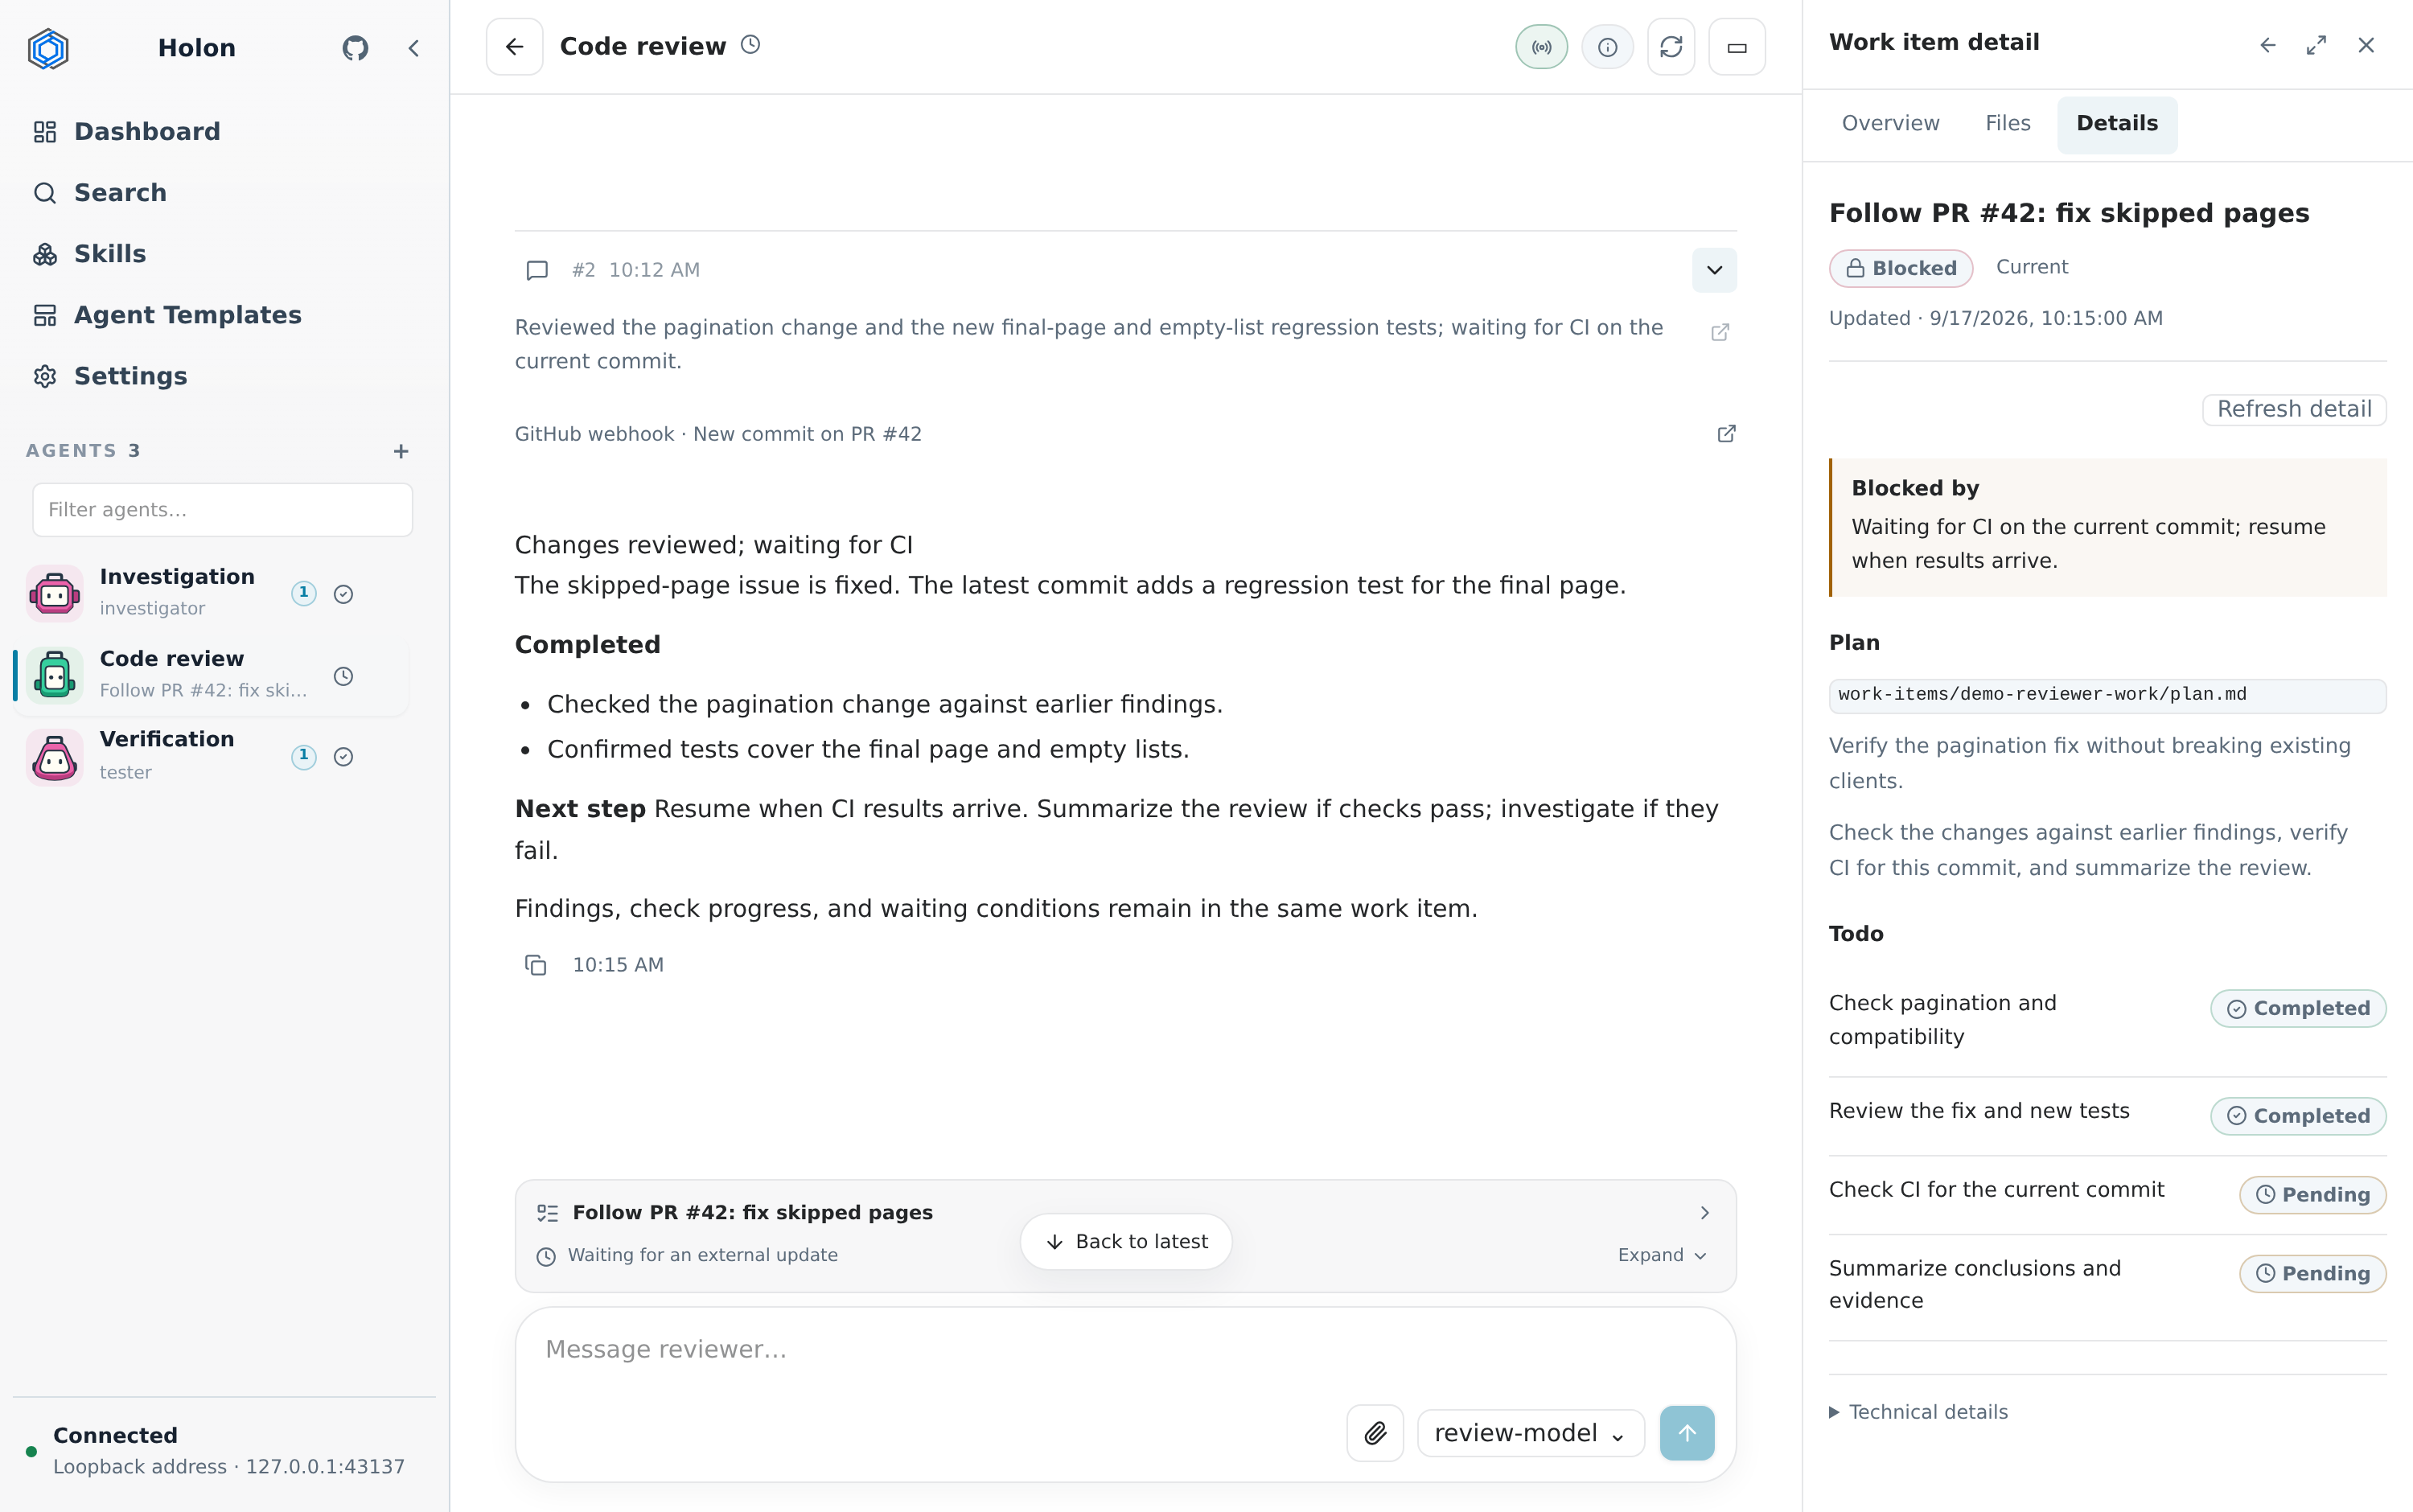 Holon
Dashboard
Search
Skills
Agent Templates
Settings
AGENTS 3
+
Filter agents...
Investigation
investigator
1
Code review
Follow PR #42: fix ski...
Verification
tester
1
Connected
Loopback address · 127.0.0.1:43137
Code review
#2 10:12 AM
Reviewed the pagination change and the new final-page and empty-list regression tests; waiting for CI on the
current commit.
GitHub webhook · New commit on PR #42
Changes reviewed; waiting for CI
The skipped-page issue is fixed. The latest commit adds a regression test for the final page.
Completed
• Checked the pagination change against earlier findings.
• Confirmed tests cover the final page and empty lists.
Next step Resume when CI results arrive. Summarize the review if checks pass; investigate if they
fail.
Findings, check progress, and waiting conditions remain in the same work item.
10:15 AM
Follow PR #42: fix skipped pages
Waiting for an external update
Back to latest
Expand
Message reviewer...
review-model
Work item detail
Overview Files Details
Follow PR #42: fix skipped pages
Blocked Current
Updated · 9/17/2026, 10:15:00 AM
Refresh detail
Blocked by
Waiting for CI on the current commit; resume
when results arrive.
Plan
work-items/demo-reviewer-work/plan.md
Verify the pagination fix without breaking existing
clients.
Check the changes against earlier findings, verify
CI for this commit, and summarize the review.
Todo
Check pagination and
compatibility
Completed
Review the fix and new tests
Completed
Check CI for the current commit
Pending
Summarize conclusions and
evidence
Pending
Technical details